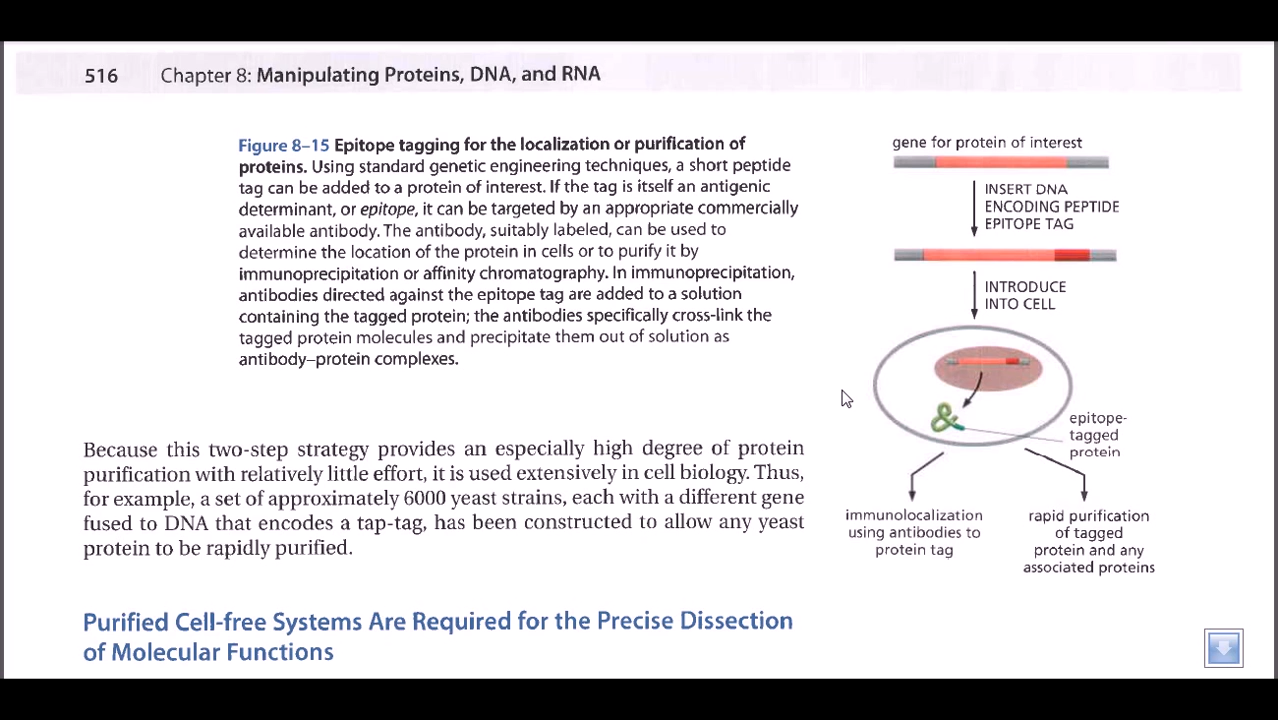 516 Chapter 8: Manipulating Proteins, DNA, and RNA
Figure 8–15 Epitope tagging for the localization or purification of
proteins. Using standard genetic engineering techniques, a short peptide
tag can be added to a protein of interest. If the tag is itself an antigenic
determinant, or epitope, it can be targeted by an appropriate commercially
available antibody. The antibody, suitably labeled, can be used to
determine the location of the protein in cells or to purify it by
immunoprecipitation or affinity chromatography. In immunoprecipitation,
antibodies directed against the epitope tag are added to a solution
containing the tagged protein; the antibodies specifically cross-link the
tagged protein molecules and precipitate them out of solution as
antibody–protein complexes.
gene for protein of interest
INSERT DNA
ENCODING PEPTIDE
EPITOPE TAG
INTRODUCE
INTO CELL
epitope-
tagged
protein
immunolocalization
using antibodies to
protein tag
rapid purification
of tagged
protein and any
associated proteins
Because this two-step strategy provides an especially high degree of protein
purification with relatively little effort, it is used extensively in cell biology. Thus,
for example, a set of approximately 6000 yeast strains, each with a different gene
fused to DNA that encodes a tap-tag, has been constructed to allow any yeast
protein to be rapidly purified.
Purified Cell-free Systems Are Required for the Precise Dissection
of Molecular Functions